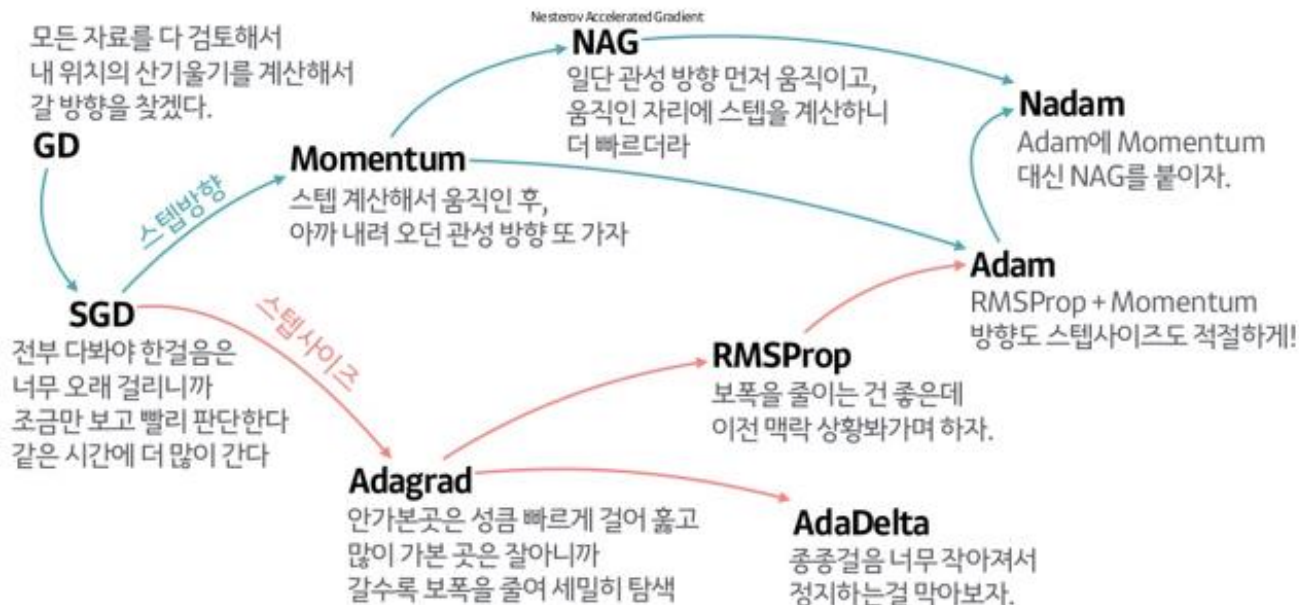 모든 자료를 다 검토해서
내 위치의 산기울기를 계산해서
갈 방향을 찾겠다.
GD
스텝방향
SGD
전부 다봐야 한걸음은
너무 오래 걸리니까
조금만 보고 빨리 판단한다
같은 시간에 더 많이 간다
Momentum
스텝 계산해서 움직인 후,
아까 내려 오던 관성 방향 또 가자
Nesterov Accelerated Gradient
NAG
일단 관성 방향 먼저 움직이고,
움직인 자리에 스텝을 계산하니
더 빠르더라
Nadam
Adam에 Momentum
대신 NAG를 붙이자.
Adam
RMSProp + Momentum
방향도 스텝사이즈도 적절하게!
스텝사이즈
RMSProp
보폭을 줄이는 건 좋은데
이전 맥락 상황봐가며 하자.
Adagrad
안가본곳은 성큼 빠르게 걸어 훑고
많이 가본 곳은 잘아니까
갈수록 보폭을 줄여 세밀히 탐색
AdaDelta
종종걸음 너무 작아져서
정지하는걸 막아보자.